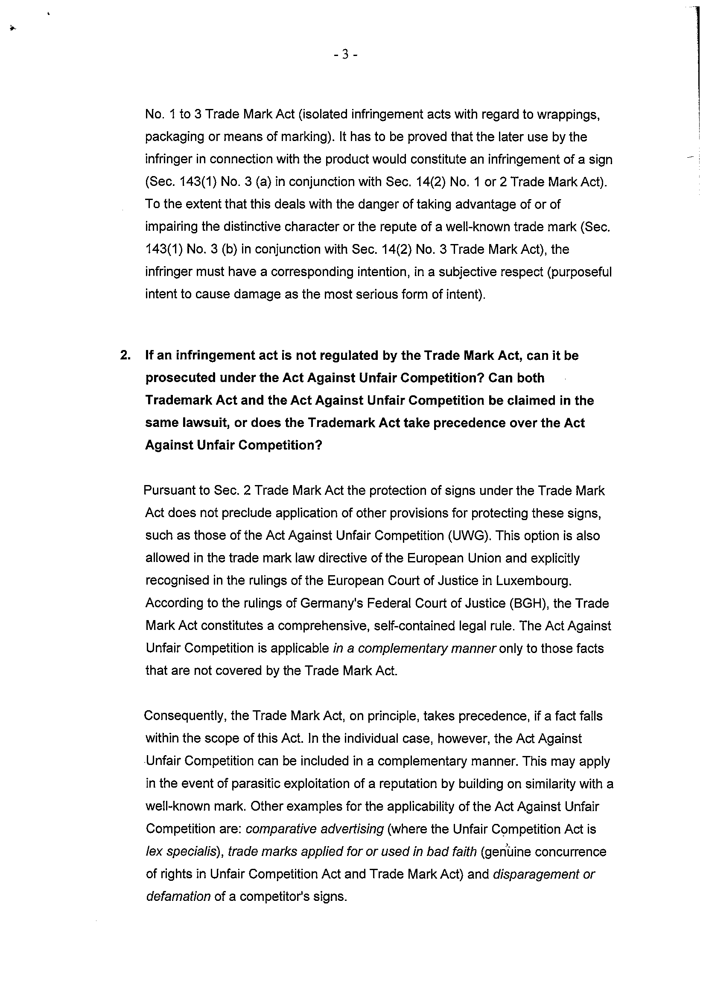 - 3 -
No. 1 to 3 Trade Mark Act (isolated infringement acts with regard to wrappings,
packaging or means of marking). It has to be proved that the later use by the
infringer in connection with the product would constitute an infringement of a sign
(Sec. 143(1) No. 3 (a) in conjunction with Sec. 14(2) No. 1 or 2 Trade Mark Act).
To the extent that this deals with the danger of taking advantage of or of
impairing the distinctive character or the repute of a well-known trade mark (Sec.
143(1) No. 3 (b) in conjunction with Sec. 14(2) No. 3 Trade Mark Act), the
infringer must have a corresponding intention, in a subjective respect (purposeful
intent to cause damage as the most serious form of intent).
2. If an infringement act is not regulated by the Trade Mark Act, can it be
prosecuted under the Act Against Unfair Competition? Can both
Trademark Act and the Act Against Unfair Competition be claimed in the
same lawsuit, or does the Trademark Act take precedence over the Act
Against Unfair Competition?
Pursuant to Sec. 2 Trade Mark Act the protection of signs under the Trade Mark
Act does not preclude application of other provisions for protecting these signs,
such as those of the Act Against Unfair Competition (UWG). This option is also
allowed in the trade mark law directive of the European Union and explicitly
recognised in the rulings of the European Court of Justice in Luxembourg.
According to the rulings of Germany's Federal Court of Justice (BGH), the Trade
Mark Act constitutes a comprehensive, self-contained legal rule. The Act Against
Unfair Competition is applicable in a complementary manner only to those facts
that are not covered by the Trade Mark Act.
Consequently, the Trade Mark Act, on principle, takes precedence, if a fact falls
within the scope of this Act. In the individual case, however, the Act Against
Unfair Competition can be included in a complementary manner. This may apply
in the event of parasitic exploitation of a reputation by building on similarity with a
well-known mark. Other examples for the applicability of the Act Against Unfair
Competition are: comparative advertising (where the Unfair Competition Act is
lex specialis), trade marks applied for or used in bad faith (genuine concurrence
of rights in Unfair Competition Act and Trade Mark Act) and disparagement or
defamation of a competitor's signs.